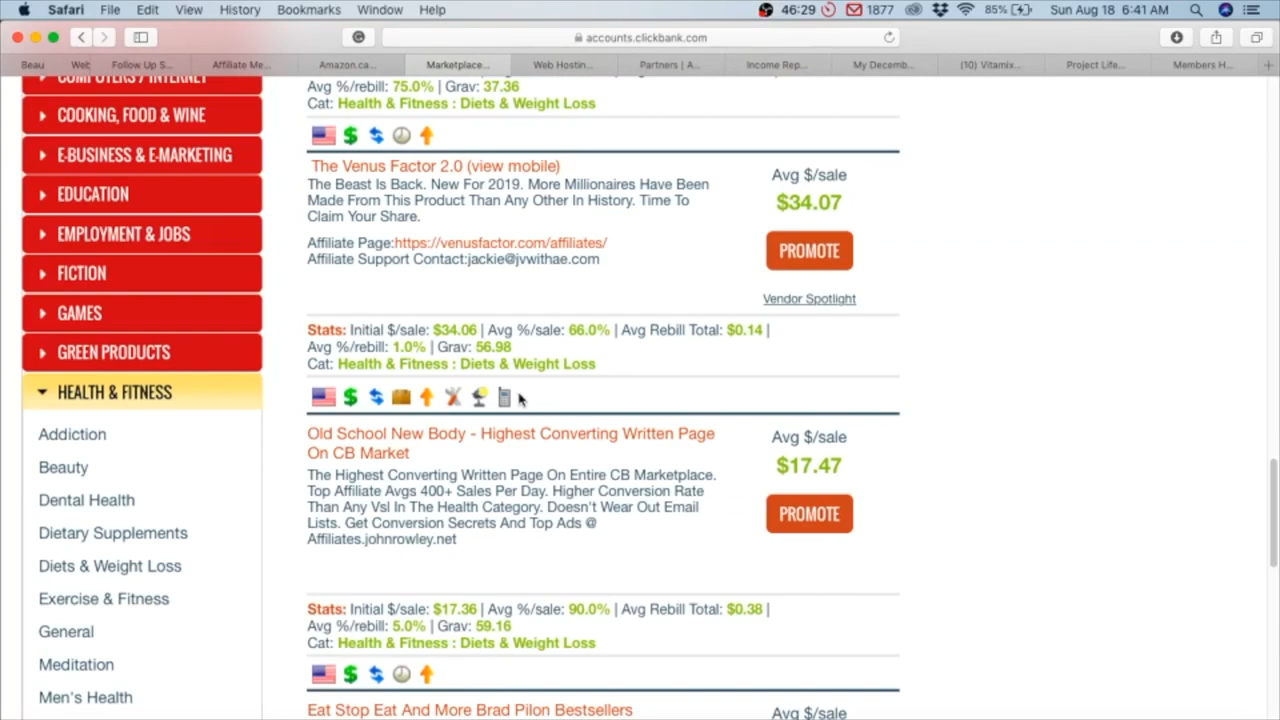 Safari File Edit View History Bookmarks Window Help 46:29 1877 85% Sun Aug 18 6:41 AM
accounts.clickbank.com
Beau Web Follow Up S... Affiliate Me... Amazon.ca... Marketplace... Web Hostin... Partners | A... Income Rep... My Decemb... (10) Vitamix... Project Life... Members H...
COMPUTERS / INTERNET
COOKING, FOOD & WINE
E-BUSINESS & E-MARKETING
EDUCATION
EMPLOYMENT & JOBS
FICTION
GAMES
GREEN PRODUCTS
HEALTH & FITNESS
Addiction
Beauty
Dental Health
Dietary Supplements
Diets & Weight Loss
Exercise & Fitness
General
Meditation
Men's Health
Avg %/rebill: 75.0% | Grav: 37.36
Cat: Health & Fitness : Diets & Weight Loss
The Venus Factor 2.0 (view mobile)
The Beast Is Back. New For 2019. More Millionaires Have Been
Made From This Product Than Any Other In History. Time To
Claim Your Share.
Affiliate Page:https://venusfactor.com/affiliates/
Affiliate Support Contact:jackie@jvwithae.com
Avg $/sale
$34.07
PROMOTE
Vendor Spotlight
Stats: Initial $/sale: $34.06 | Avg %/sale: 66.0% | Avg Rebill Total: $0.14 |
Avg %/rebill: 1.0% | Grav: 56.98
Cat: Health & Fitness : Diets & Weight Loss
Old School New Body - Highest Converting Written Page
On CB Market
The Highest Converting Written Page On Entire CB Marketplace.
Top Affiliate Avgs 400+ Sales Per Day. Higher Conversion Rate
Than Any Vsl In The Health Category. Doesn't Wear Out Email
Lists. Get Conversion Secrets And Top Ads @
Affiliates.johnrowley.net
Avg $/sale
$17.47
PROMOTE
Stats: Initial $/sale: $17.36 | Avg %/sale: 90.0% | Avg Rebill Total: $0.38 |
Avg %/rebill: 5.0% | Grav: 59.16
Cat: Health & Fitness : Diets & Weight Loss
Eat Stop Eat And More Brad Pilon Bestsellers
Avg $/sale